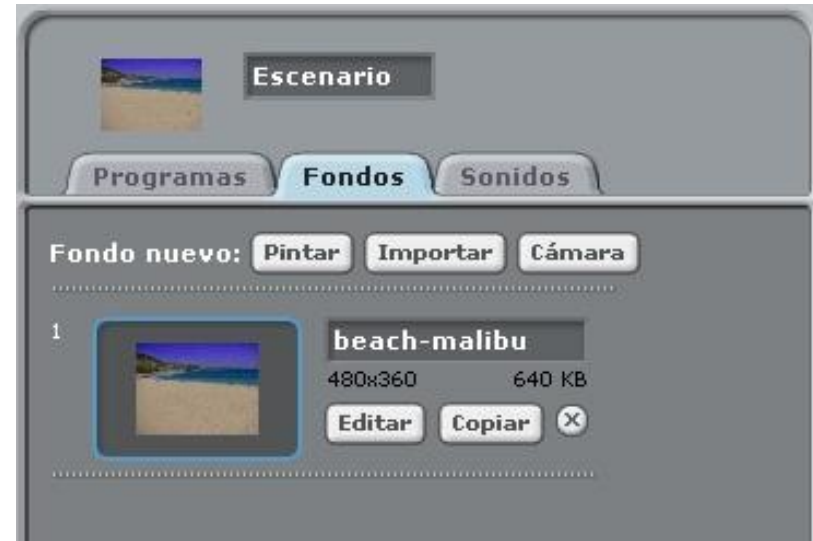 Escenario
Programas Fondos Sonidos
Fondo nuevo: Pintar Importar Cámara
1
beach-malibu
480x360 640 KB
Editar Copiar